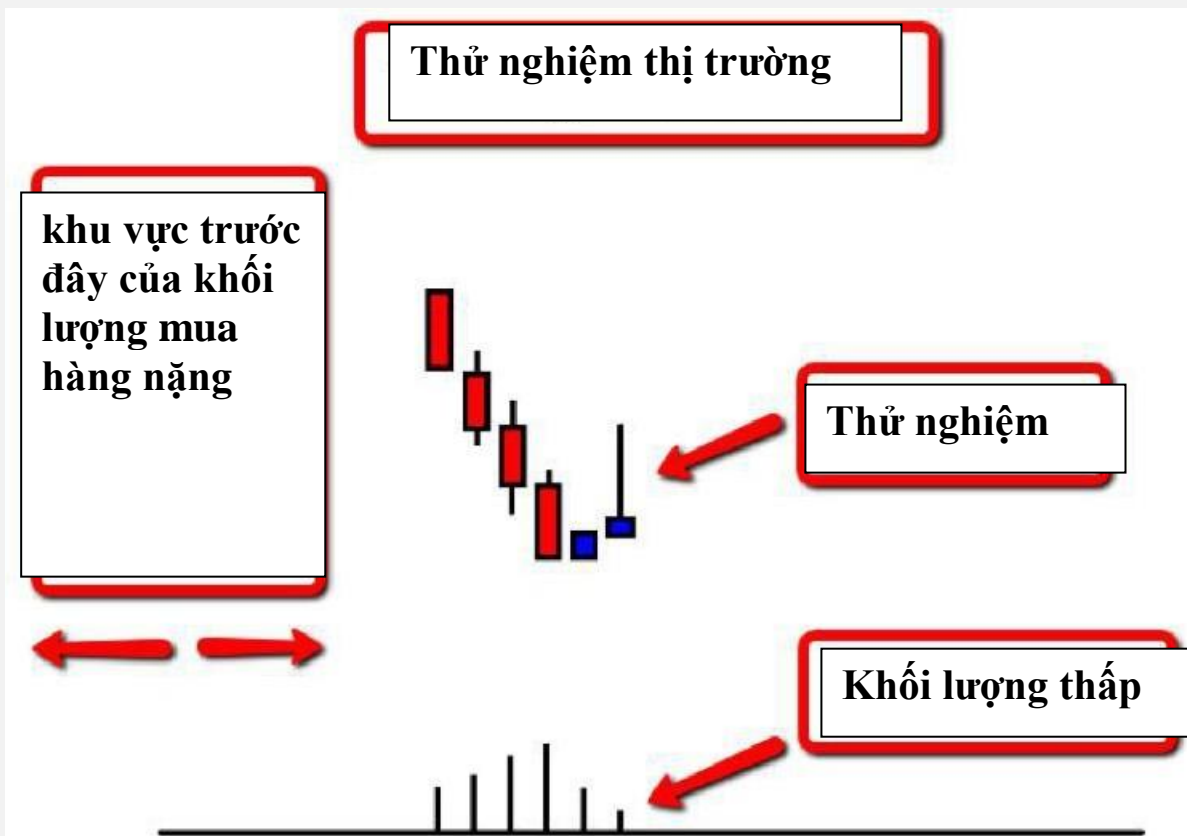 Thử nghiệm thị trường
khu vực trước
đây của khối
lượng mua
hàng nặng
Thử nghiệm
Khối lượng thấp